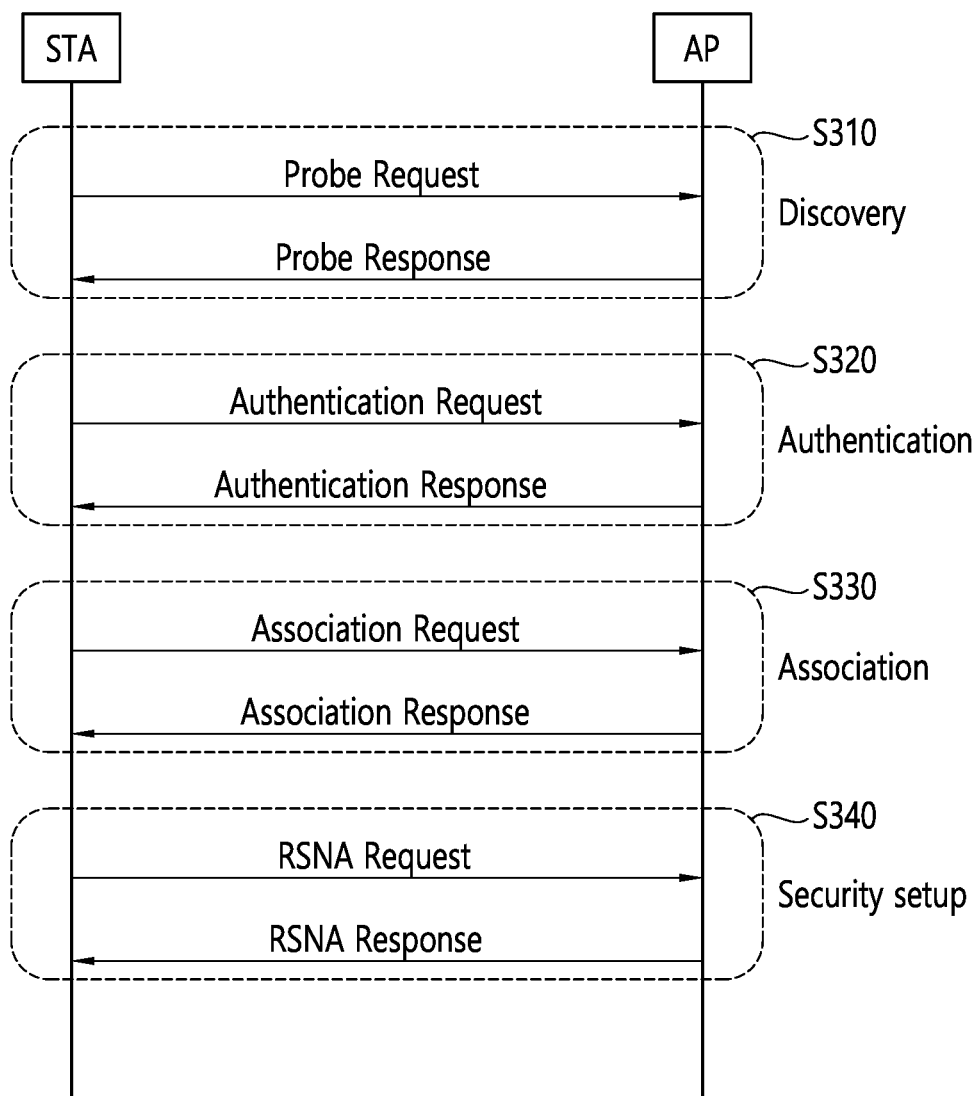 STA
AP
S310
Probe Request
Discovery
Probe Response
S320
Authentication Request
Authentication
Authentication Response
S330
Association Request
Association
Association Response
S340
RSNA Request
Security setup
RSNA Response